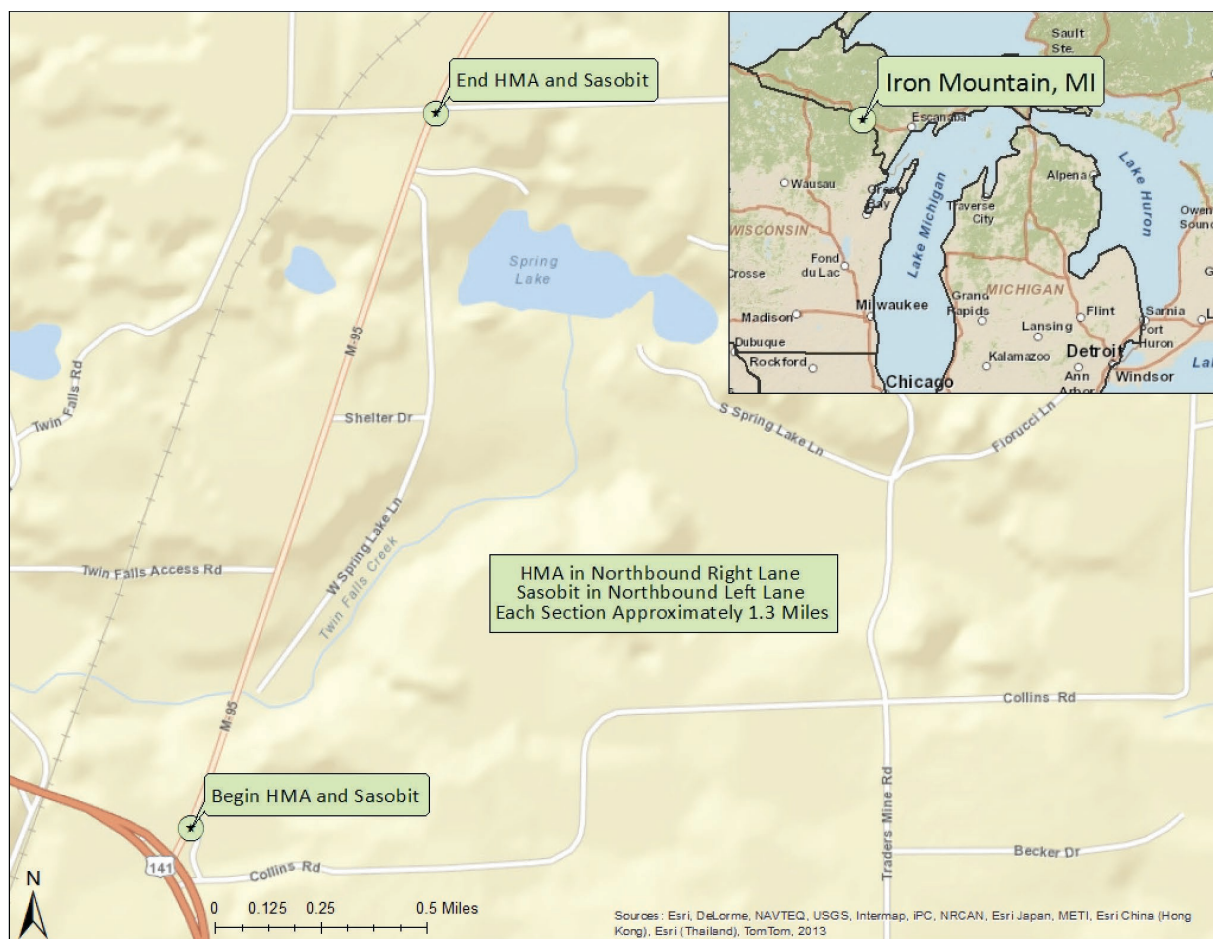 End HMA and Sasobit
Iron Mountain, MI
Sault
Ste.
Escanaba
Wausau
Green
Bay
Alpena
Traverse
City
Lake Michigan
Lake Huron
Owen
Soun
WISCONSIN
Fond
du Lac
Crosse
MICHIGAN
Grand
Rapids
Flint
Sarnia
Port
Huron
Milwaukee
Madison
Lansing
Dubuque
Rockford
Kalamazoo
Detroit
Ann
Arbor
Windsor
Chicago
Spring
Lake
M-95
Twin Falls Rd
Shelter Dr
S Spring Lake Ln
Fiorucci Ln
W Spring Lake Ln
Twin Falls Creek
Twin Falls Access Rd
HMA in Northbound Right Lane
Sasobit in Northbound Left Lane
Each Section Approximately 1.3 Miles
M-95
Collins Rd
Begin HMA and Sasobit
Traders Mine Rd
Becker Dr
141
Collins Rd
N
0 0.125 0.25 0.5 Miles
Sources: Esri, DeLorme, NAVTEQ, USGS, Intermap, iPC, NRCAN, Esri Japan, METI, Esri China (Hong
Kong), Esri (Thailand), TomTom, 2013